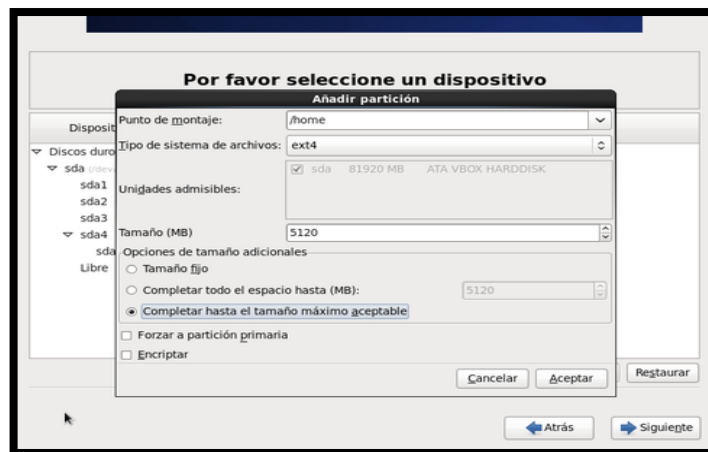 Por favor seleccione un dispositivo
Añadir partición
Punto de montaje: /home
Disposit
Tipo de sistema de archivos: ext4
Discos duro
sda
sda 81920 MB ATA VBOX HARDDISK
sda1
Unidades admisibles:
sda2
sda3
sda4
Tamaño (MB) 5120
sda
Opciones de tamaño adicionales
Libre
Tamaño fijo
Completar todo el espacio hasta (MB): 5120
Completar hasta el tamaño máximo aceptable
Forzar a partición primaria
Encriptar
Cancelar Aceptar Restaurar
Atrás Siguiente